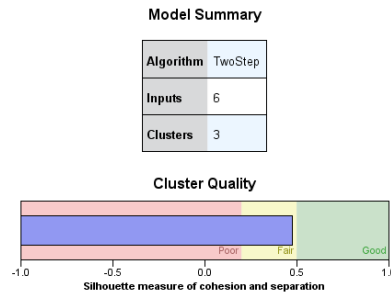 Model Summary
Algorithm TwoStep
Inputs 6
Clusters 3
Cluster Quality
Poor Fair Good
-1.0 -0.5 0.0 0.5 1.0
Silhouette measure of cohesion and separation